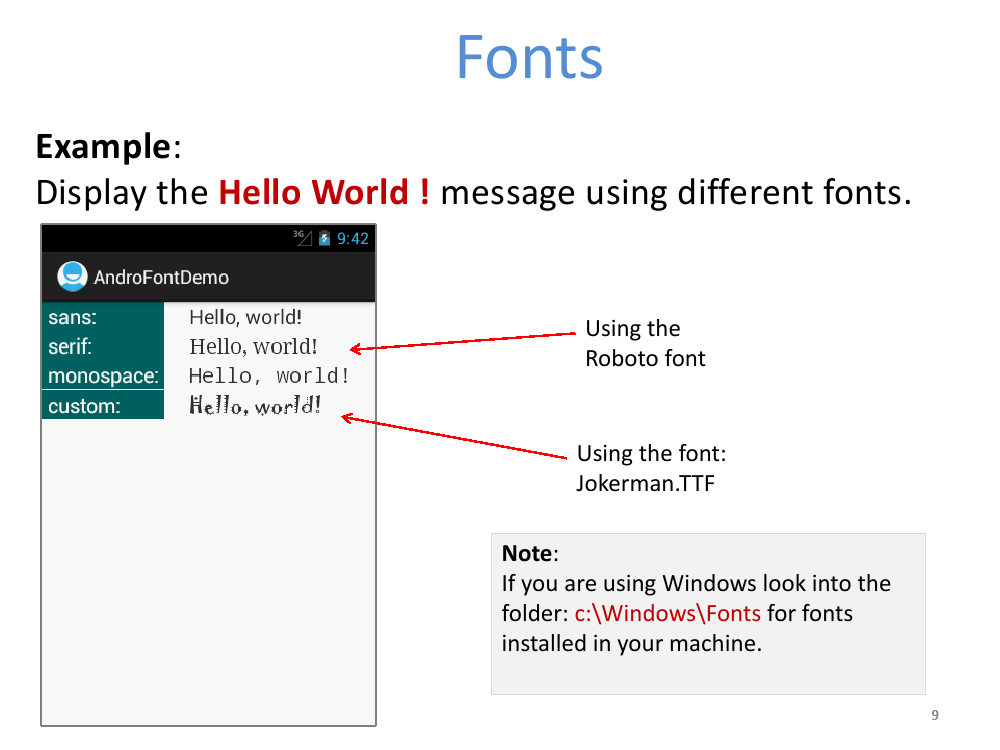 Fonts
Example:
Display the Hello World ! message using different fonts.
3G 9:42
AndroFontDemo
sans: Hello, world!
serif: Hello, world!
monospace: Hello, world!
custom: Hello, world!
Using the
Roboto font
Using the font:
Jokerman.TTF
Note:
If you are using Windows look into the
folder: c:\Windows\Fonts for fonts
installed in your machine.
9